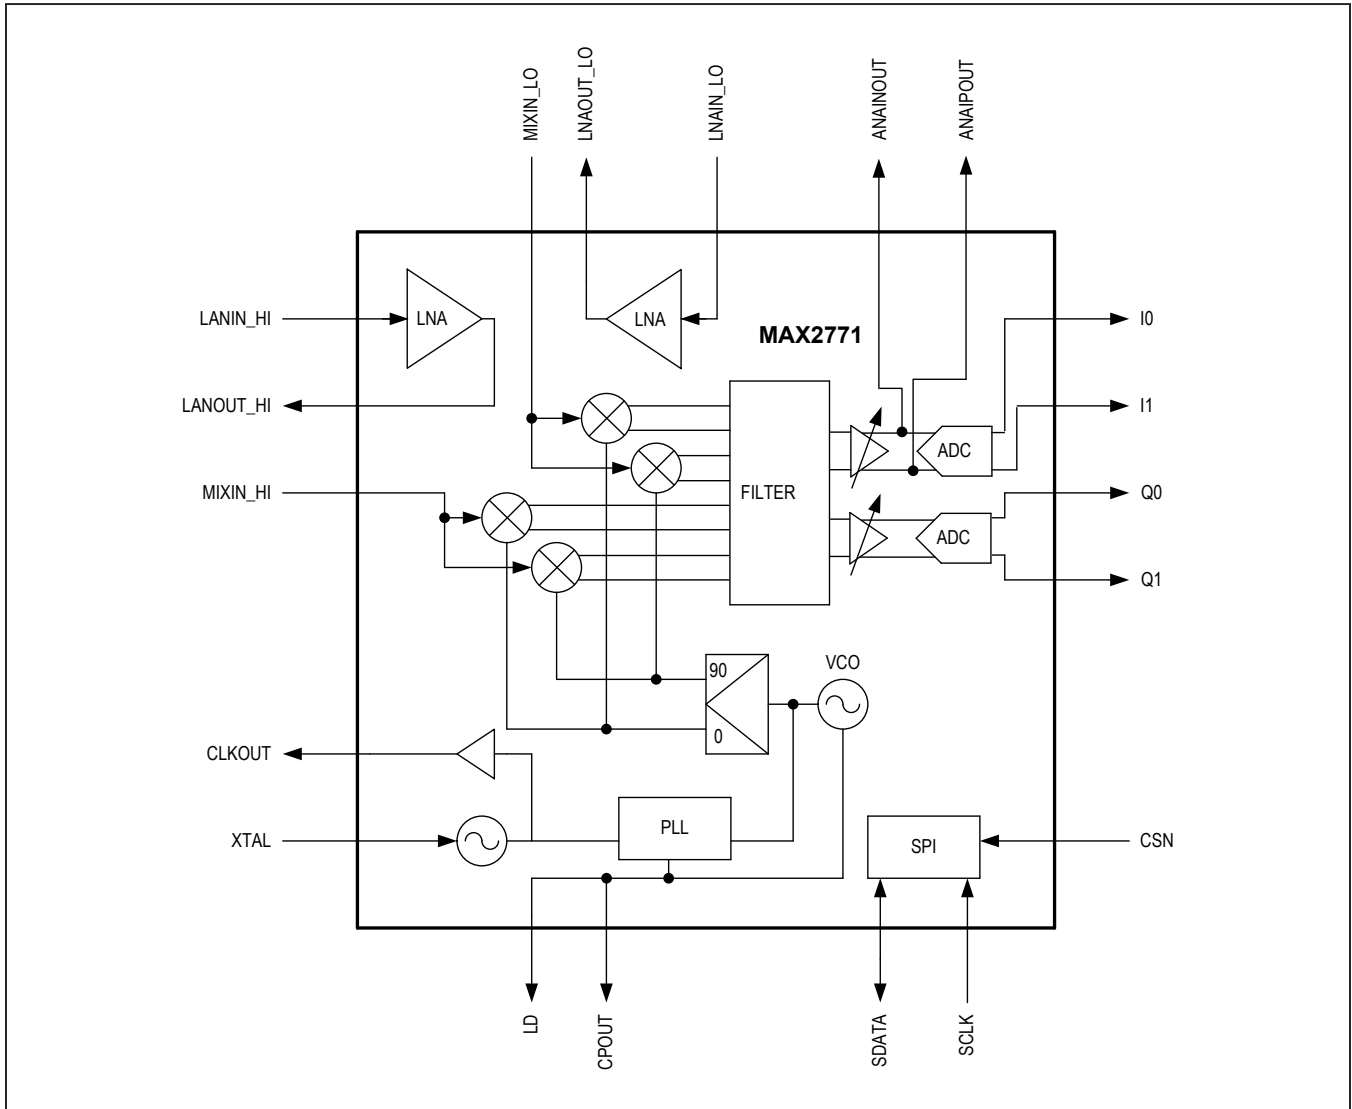 MIXIN_LO
LNAOUT_LO
LNAIN_LO
ANAINOUT
ANAIPOUT
LANIN_HI
LNA
LNA
MAX2771
I0
LANOUT_HI
I1
ADC
MIXIN_HI
FILTER
Q0
ADC
Q1
90
VCO
0
CLKOUT
XTAL
PLL
SPI
CSN
LD
CPOUT
SDATA
SCLK